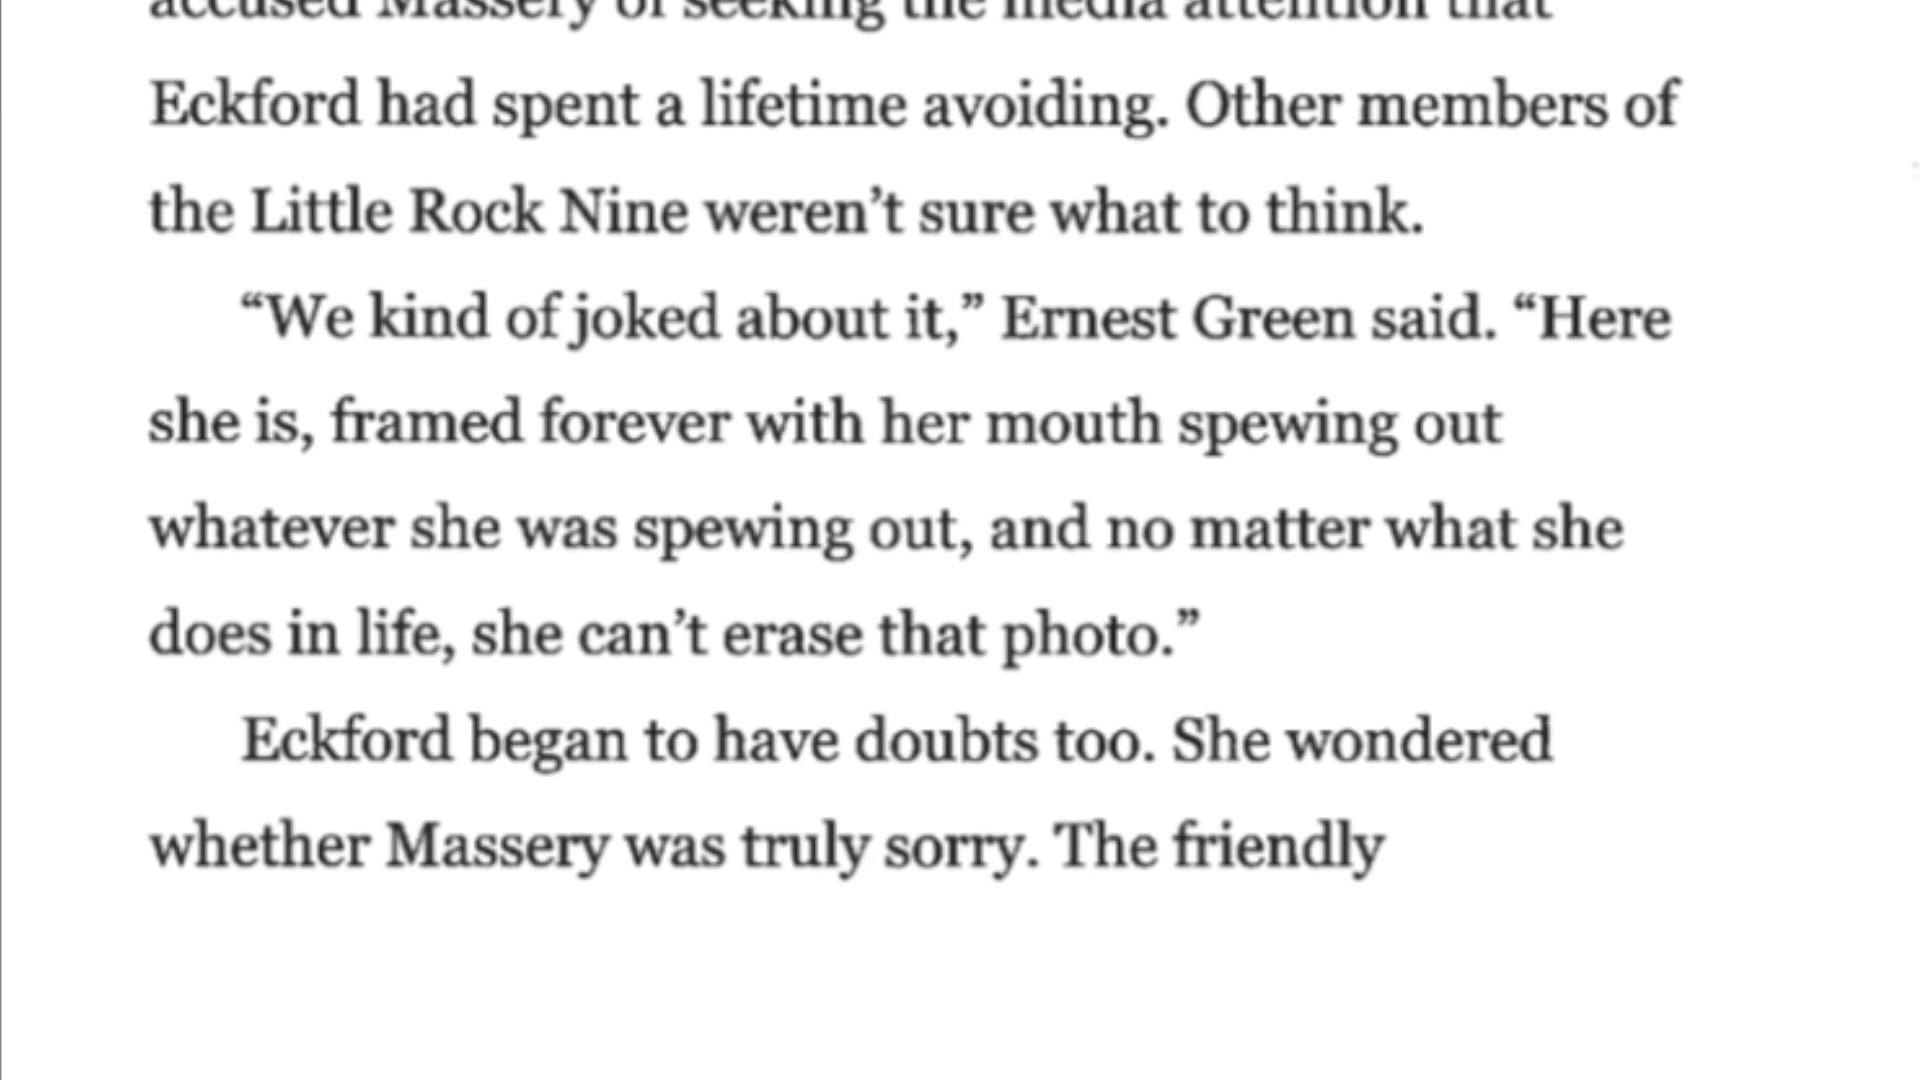 accused Massery of seeking the media attention that
Eckford had spent a lifetime avoiding. Other members of
the Little Rock Nine weren’t sure what to think.
“We kind of joked about it,” Ernest Green said. “Here
she is, framed forever with her mouth spewing out
whatever she was spewing out, and no matter what she
does in life, she can’t erase that photo.”
Eckford began to have doubts too. She wondered
whether Massery was truly sorry. The friendly